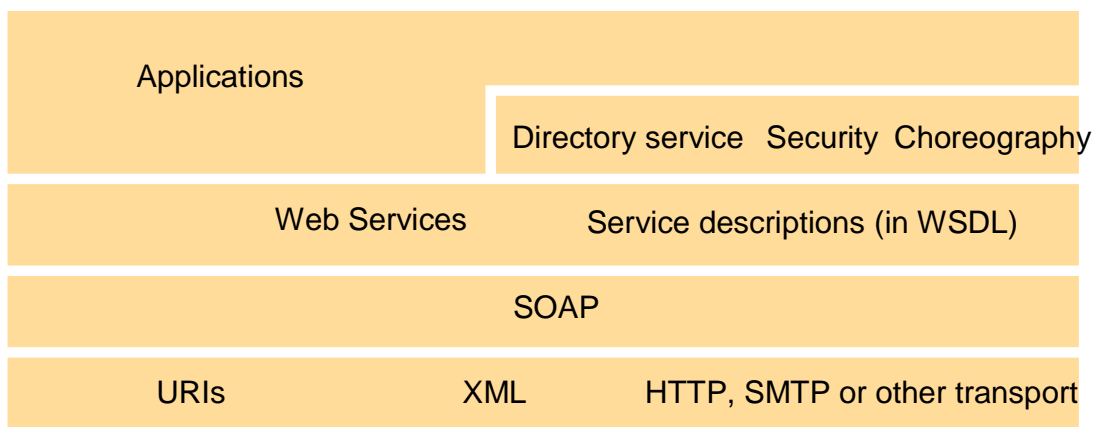 Applications
Directory service Security Choreography
Web Services Service descriptions (in WSDL)
SOAP
URIs XML HTTP, SMTP or other transport